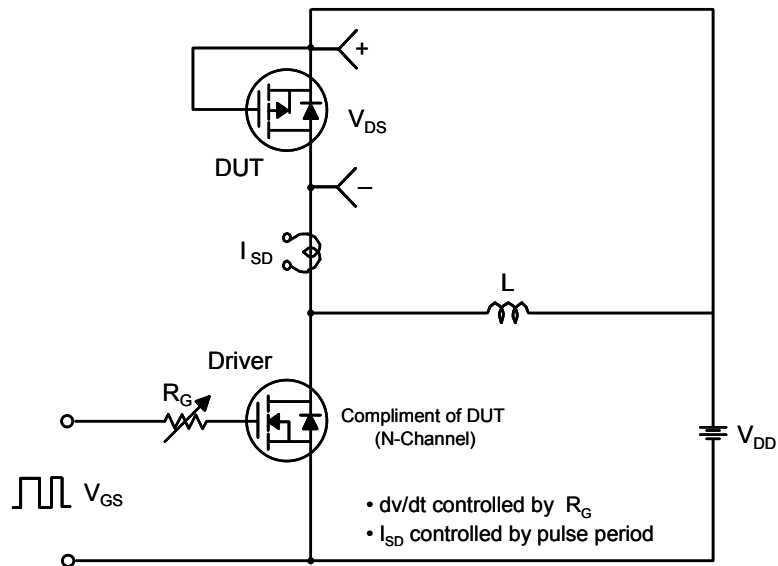 +
V_DS
DUT
–
I_SD
L
Driver
R_G
Compliment of DUT
(N-Channel)
V_DD
V_GS
• dv/dt controlled by R_G
• I_SD controlled by pulse period